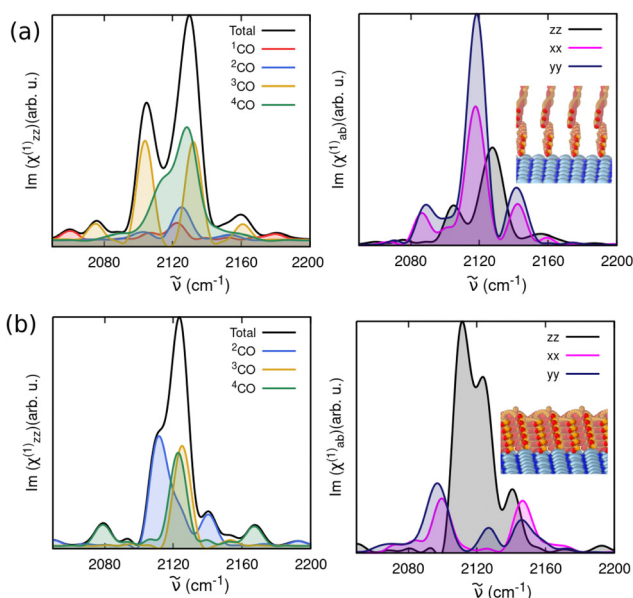 (a)
Im (χ(1)zz)(arb. u.)
Total
1CO
2CO
3CO
4CO
2080 2120 2160 2200
ṽ (cm-1)
Im (χ(1)ab)(arb. u.)
zz
xx
yy
2080 2120 2160 2200
ṽ (cm-1)
(b)
Im (χ(1)zz)(arb. u.)
Total
2CO
3CO
4CO
2080 2120 2160 2200
ṽ (cm-1)
Im (χ(1)ab)(arb. u.)
zz
xx
yy
2080 2120 2160 2200
ṽ (cm-1)